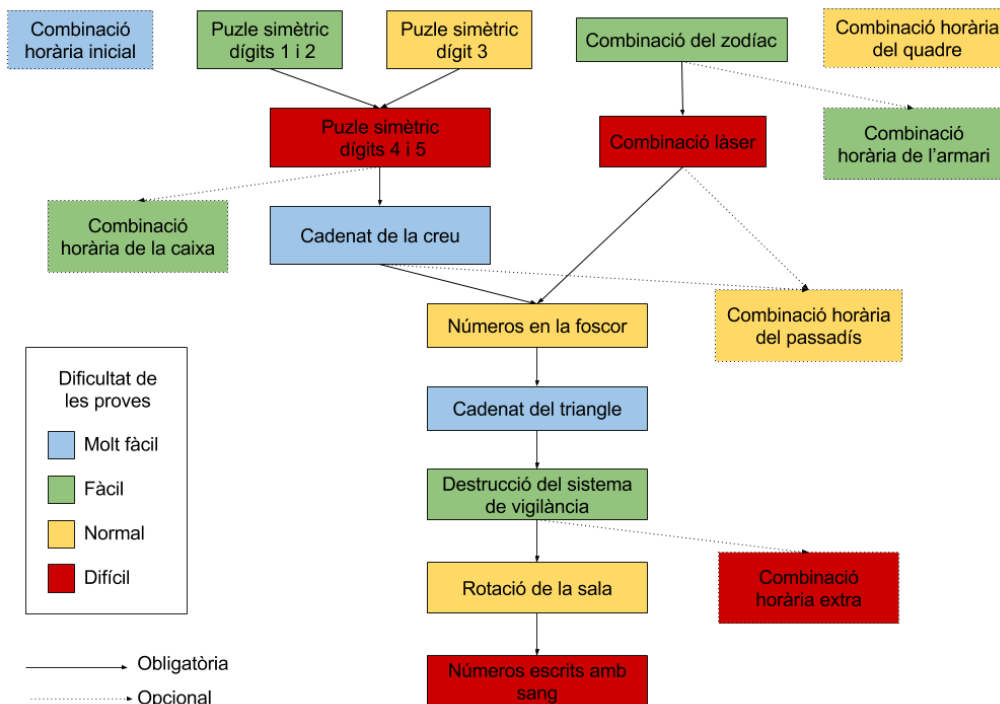 Combinació
horària inicial
Puzle simètric
dígits 1 i 2
Puzle simètric
dígit 3
Combinació del zodíac
Combinació horària
del quadre
Puzle simètric
dígits 4 i 5
Combinació làser
Combinació
horària de l'armari
Combinació
horària de la caixa
Cadenat de la creu
Números en la foscor
Combinació horària
del passadís
Dificultat de
les proves
Molt fàcil
Fàcil
Normal
Difícil
Cadenat del triangle
Destrucció del sistema
de vigilància
Rotació de la sala
Combinació
horària extra
Números escrits amb
sang
Obligatòria
Opcional